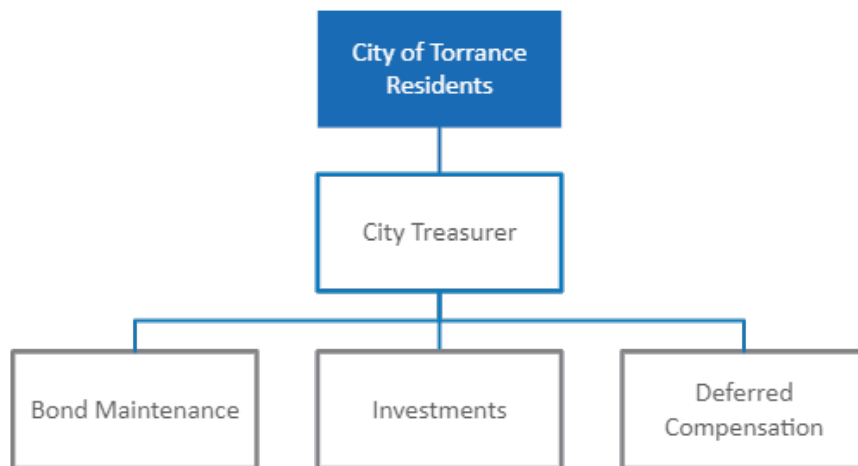 City of Torrance
Residents
City Treasurer
Bond Maintenance
Investments
Deferred
Compensation